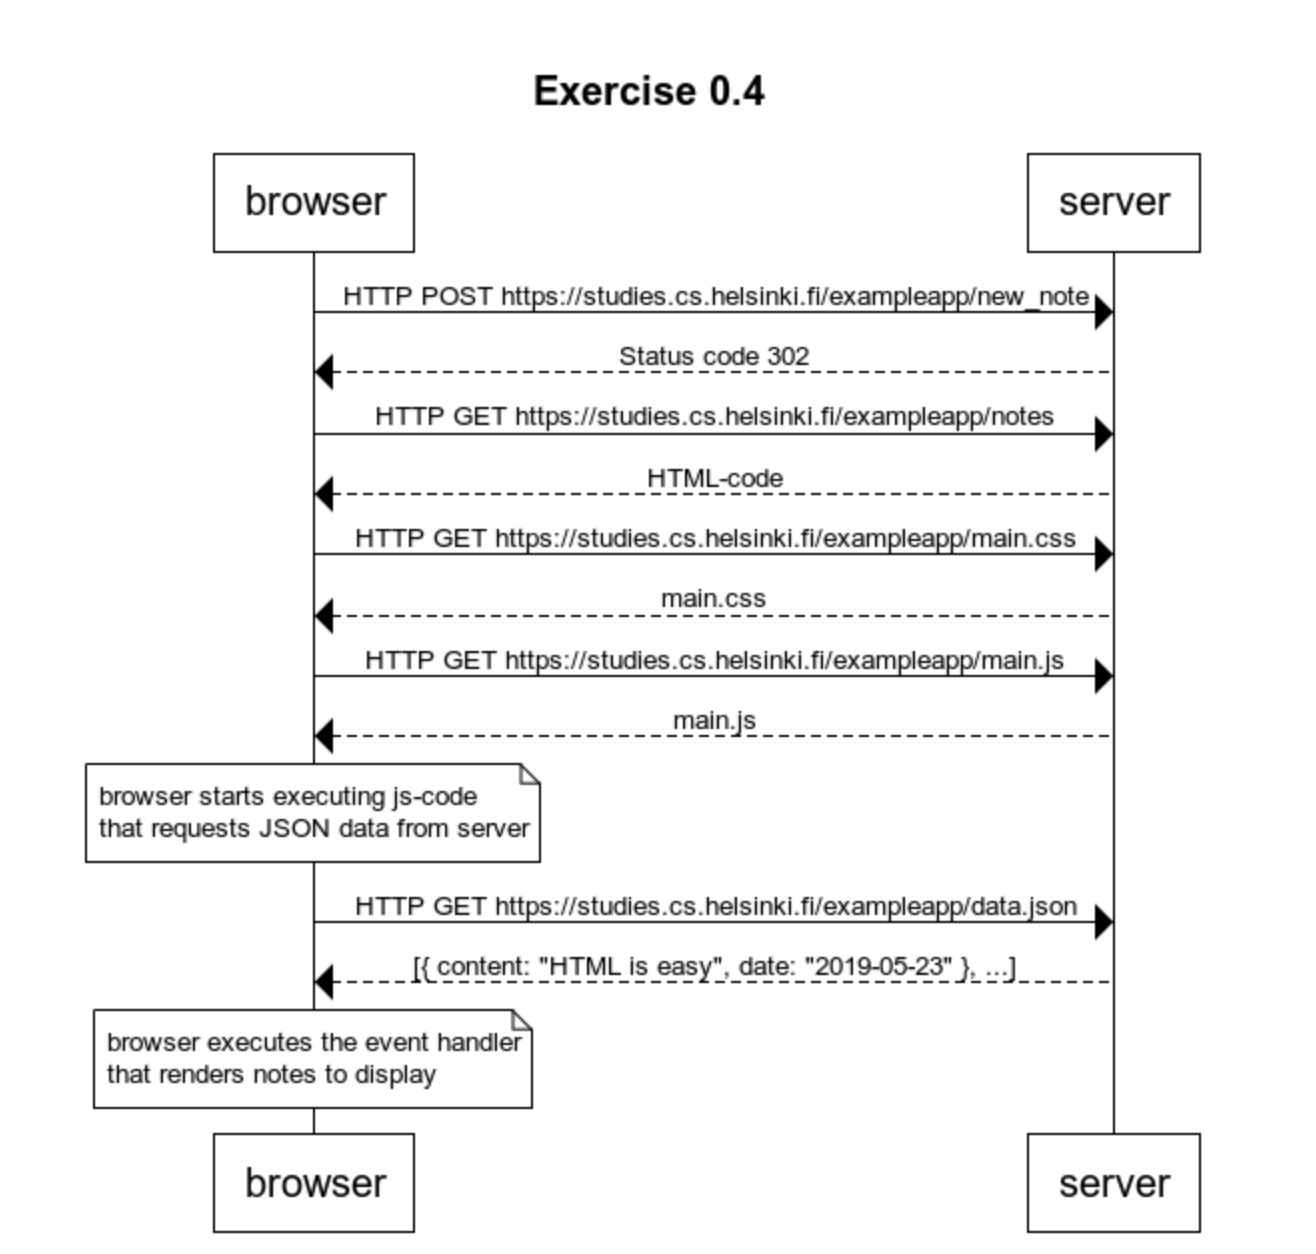 Exercise 0.4
browser
server
HTTP POST https://studies.cs.helsinki.fi/exampleapp/new_note
Status code 302
HTTP GET https://studies.cs.helsinki.fi/exampleapp/notes
HTML-code
HTTP GET https://studies.cs.helsinki.fi/exampleapp/main.css
main.css
HTTP GET https://studies.cs.helsinki.fi/exampleapp/main.js
main.js
browser starts executing js-code
that requests JSON data from server
HTTP GET https://studies.cs.helsinki.fi/exampleapp/data.json
[{ content: "HTML is easy", date: "2019-05-23" }, ...]
browser executes the event handler
that renders notes to display
browser
server